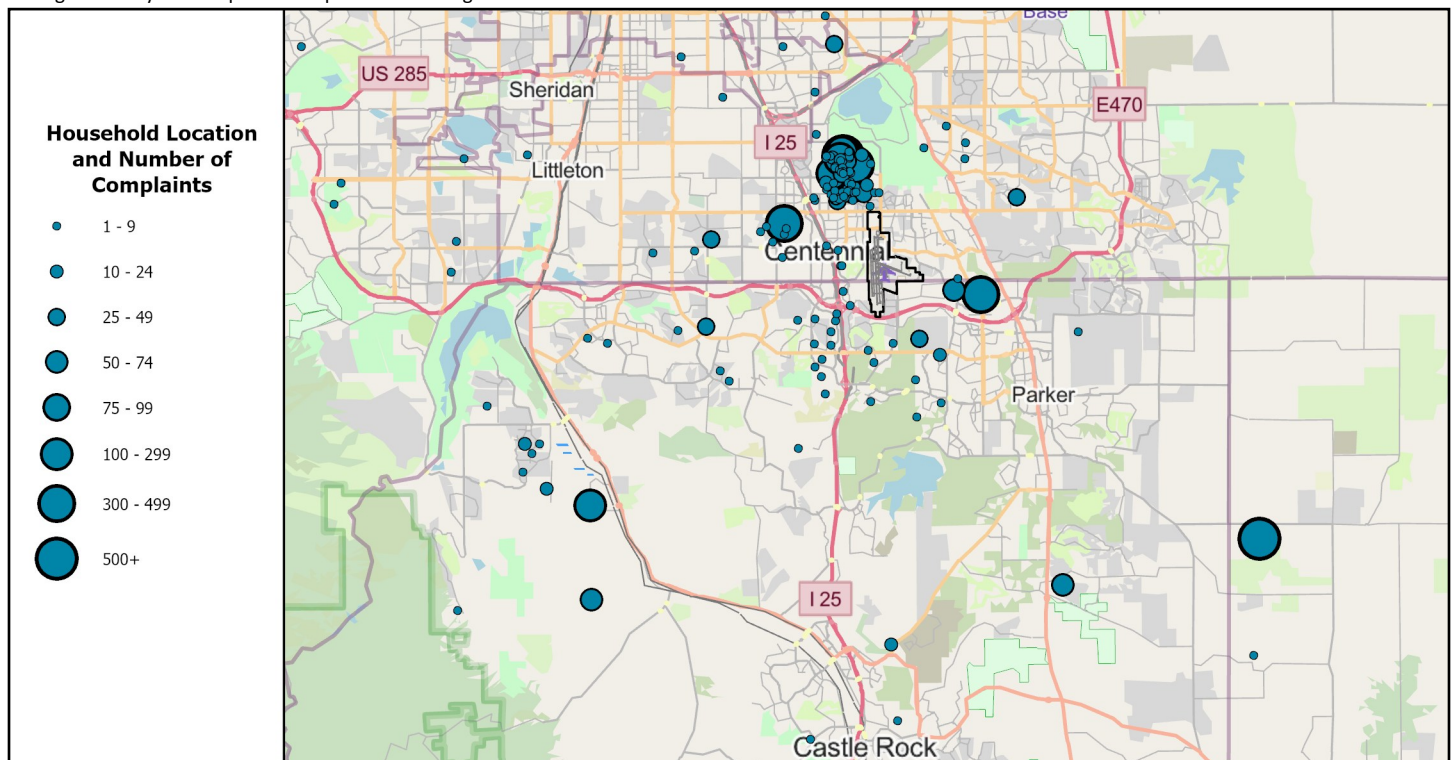 Base
US 285
Sheridan
E470
I 25
Littleton
Centennial
Parker
I 25
Castle Rock
Household Location
and Number of
Complaints
1 - 9
10 - 24
25 - 49
50 - 74
75 - 99
100 - 299
300 - 499
500+